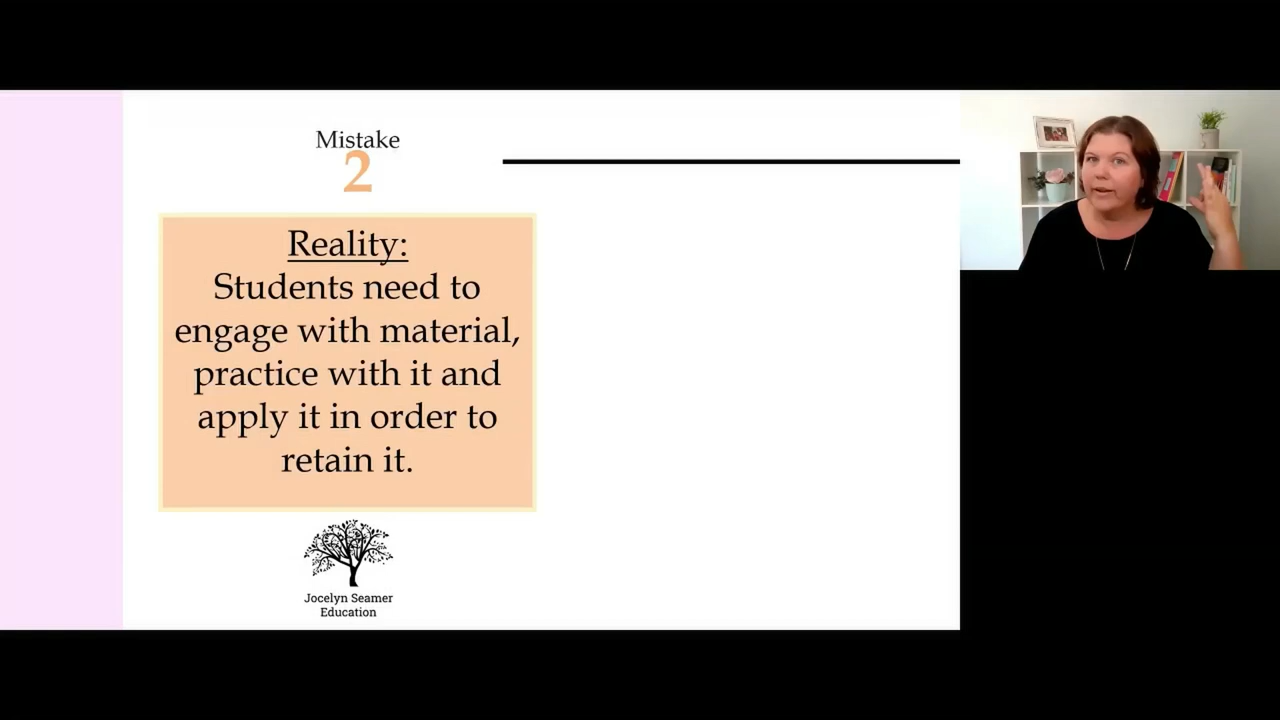 Mistake
2
Reality:
Students need to
engage with material,
practice with it and
apply it in order to
retain it.
Jocelyn Seamer
Education